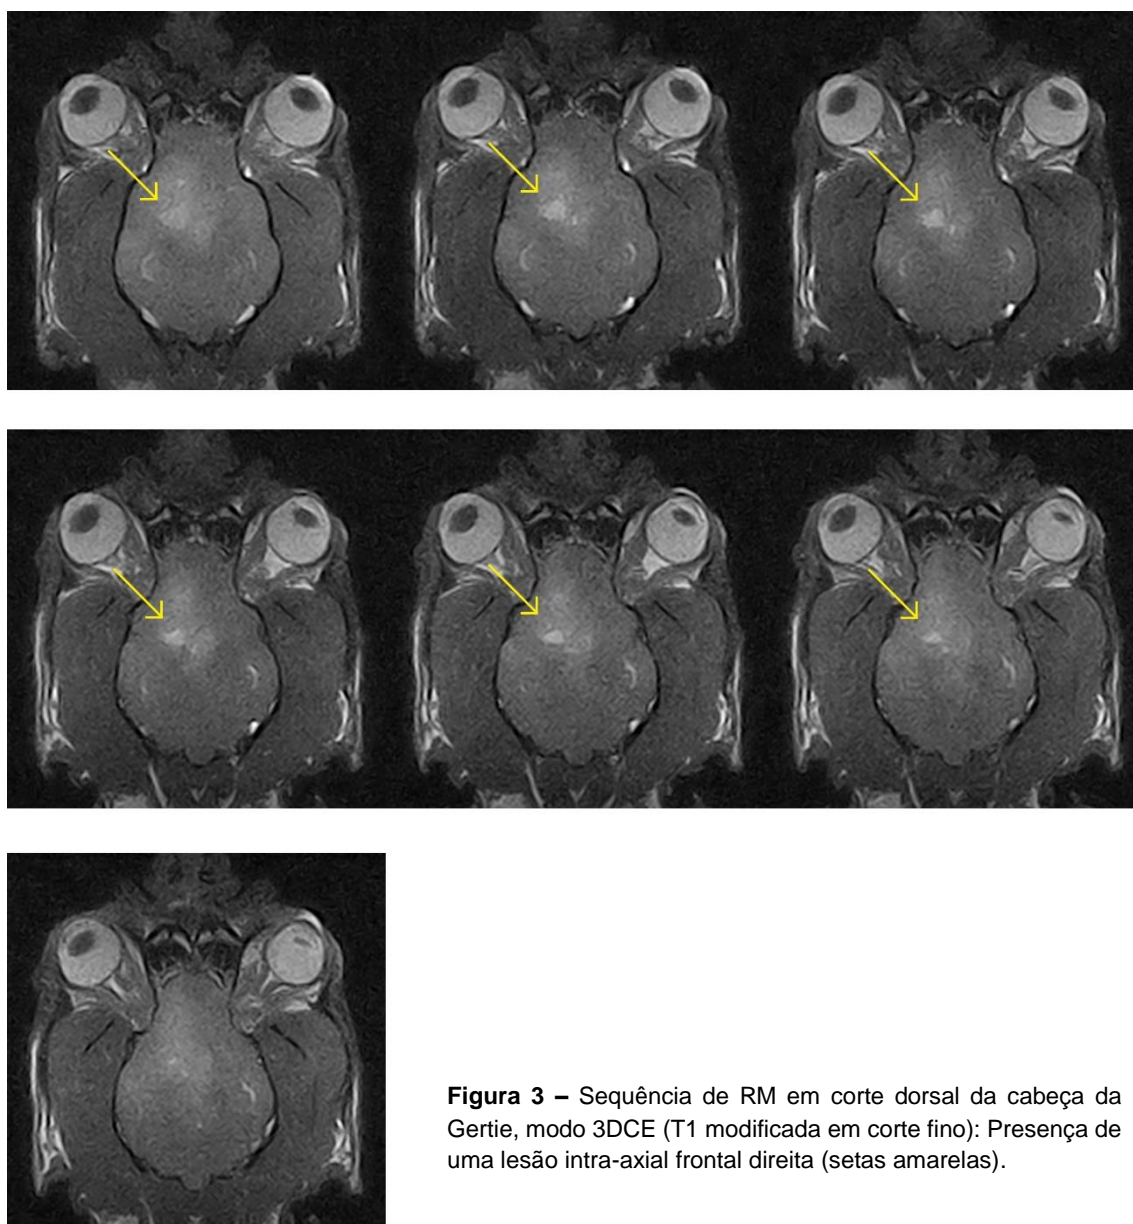 Figura 3 – Sequência de RM em corte dorsal da cabeça da
Gertie, modo 3DCE (T1 modificada em corte fino): Presença de
uma lesão intra-axial frontal direita (setas amarelas).